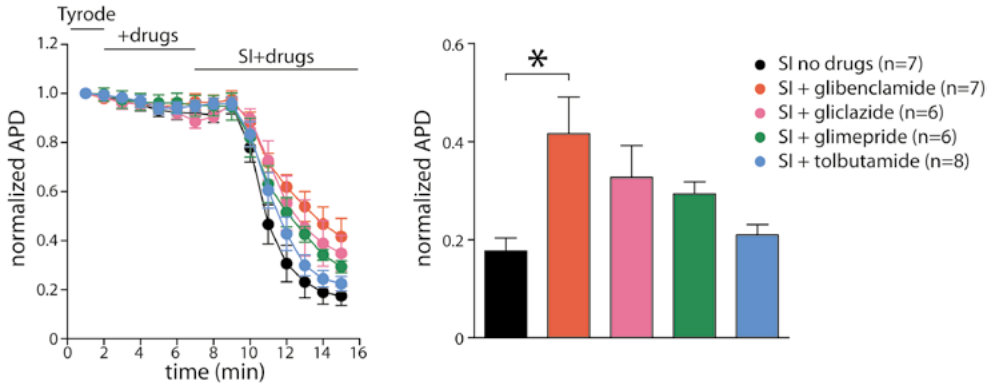 Tyrode
+drugs
SI+drugs
normalized APD
1.2
1.0
0.8
0.6
0.4
0.2
0
0 2 4 6 8 10 12 14 16
time (min)
normalized APD
0.6
0.4
0.2
0
*
SI no drugs (n=7)
SI + glibenclamide (n=7)
SI + gliclazide (n=6)
SI + glimepride (n=6)
SI + tolbutamide (n=8)